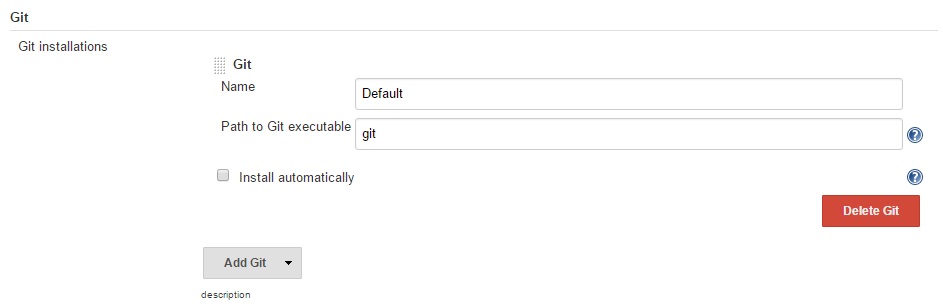 Git
Git installations
Git
Name
Default
Path to Git executable
git
?
Install automatically
?
Delete Git
Add Git
description